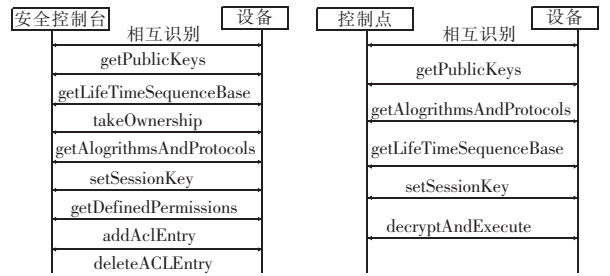 安全控制台
设备
相互识别
getPublicKeys
getLifeTimeSequenceBase
takeOwnership
getAlogrithmsAndProtocols
setSessionKey
getDefinedPermissions
addAclEntry
deleteACLEntry
控制点
设备
相互识别
getPublicKeys
getAlogrithmsAndProtocols
getLifeTimeSequenceBase
setSessionKey
decryptAndExecute